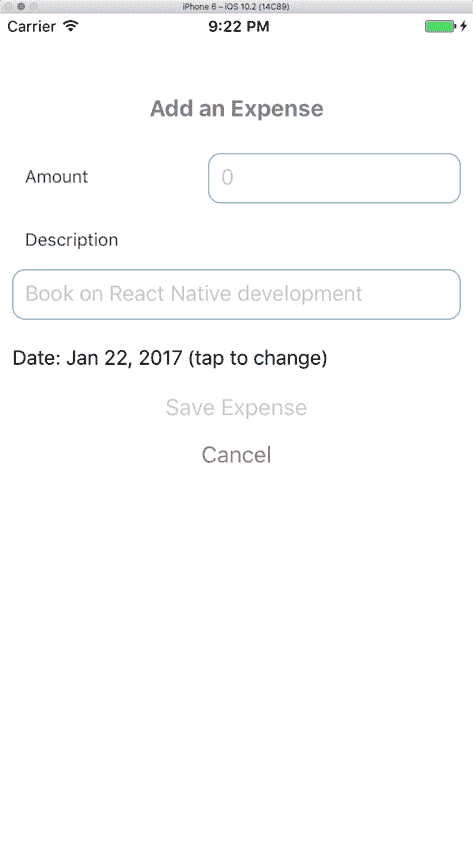 iPhone 6 – iOS 10.2 (14C89)
Carrier 9:22 PM
Add an Expense
Amount 0
Description
Book on React Native development
Date: Jan 22, 2017 (tap to change)
Save Expense
Cancel